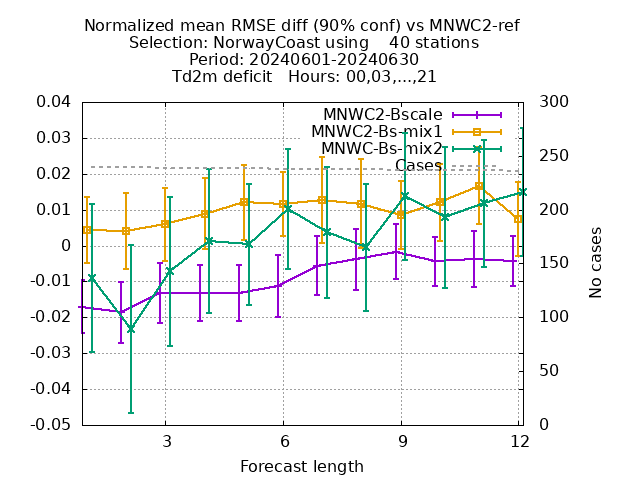 Normalized mean RMSE diff (90% conf) vs MNWC2-ref
Selection: NorwayCoast using    40 stations
Period: 20240601-20240630
Td2m deficit   Hours: 00,03,...,21
MNWC2-Bscale
MNWC2-Bs-mix1
MNWC-Bs-mix2
Cases
0.04
0.03
0.02
0.01
0
-0.01
-0.02
-0.03
-0.04
-0.05
300
250
200
150
100
50
0
No cases
3
6
9
12
Forecast length